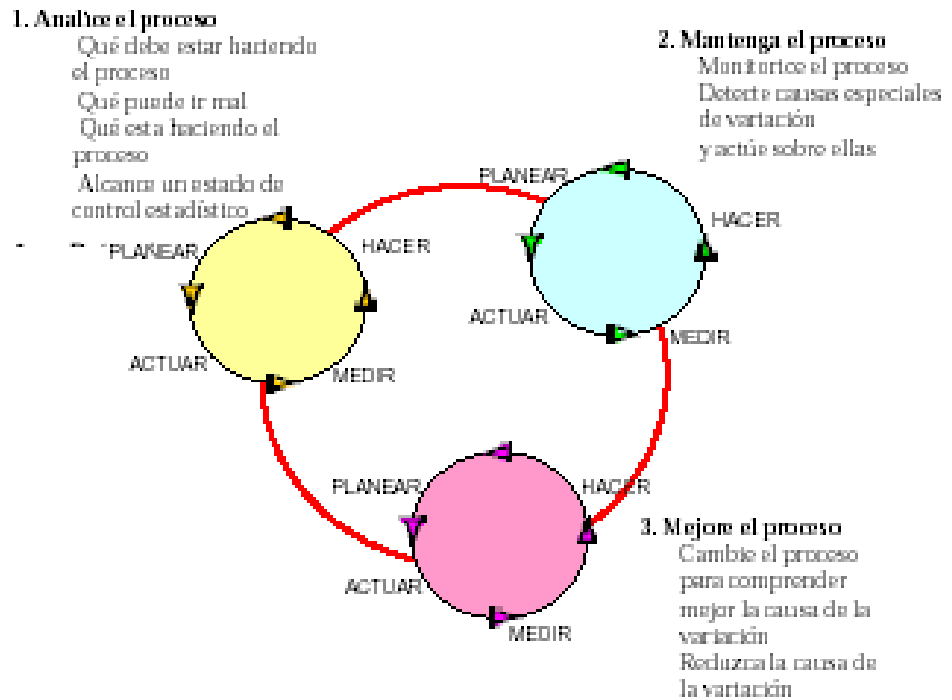 1. Analice el proceso
Qué debe estar haciendo
el proceso
Qué puede ir mal
Qué esta haciendo el
proceso
Alcance un estado de
control estadístico
2. Mantenga el proceso
Monitorice el proceso
Detecte causas especiales
de variación
y actúe sobre ellas
PLANEAR
HACER
ACTUAR
MEDIR
PLANEAR
HACER
ACTUAR
MEDIR
PLANEAR
HACER
ACTUAR
MEDIR
3. Mejore el proceso
Cambie el proceso
para comprender
mejor la causa de la
variación
Reduzca la causa de
la variación